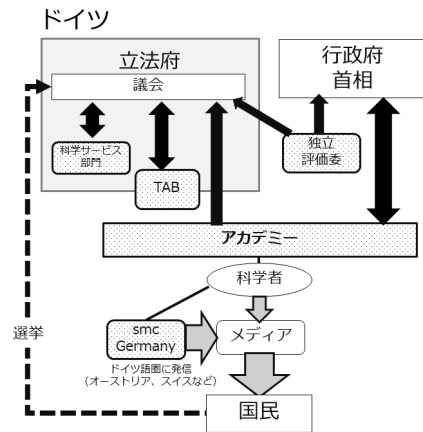 ドイツ
立法府
議会
科学サービス
部門
TAB
行政府
首相
独立
評価委
アカデミー
科学者
smc
Germany
メディア
ドイツ語圏に発信
(オーストリア、スイスなど)
選挙
国民